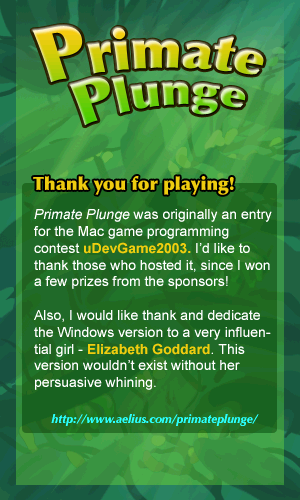 Primate
Plunge
Thank you for playing!
Primate Plunge was originally an entry
for the Mac game programming
contest uDevGame2003. I'd like to
thank those who hosted it, since I won
a few prizes from the sponsors!
Also, I would like thank and dedicate
the Windows version to a very influen-
tial girl - Elizabeth Goddard. This
version wouldn't exist without her
persuasive whining.
http://www.aelius.com/primateplunge/